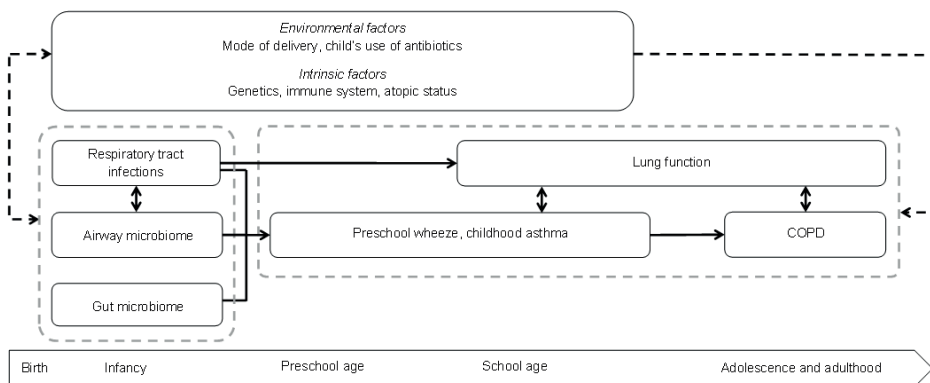 Environmental factors
Mode of delivery, child's use of antibiotics
Intrinsic factors
Genetics, immune system, atopic status
Respiratory tract
infections
Lung function
Airway microbiome
Preschool wheeze, childhood asthma
COPD
Gut microbiome
Birth
Infancy
Preschool age
School age
Adolescence and adulthood